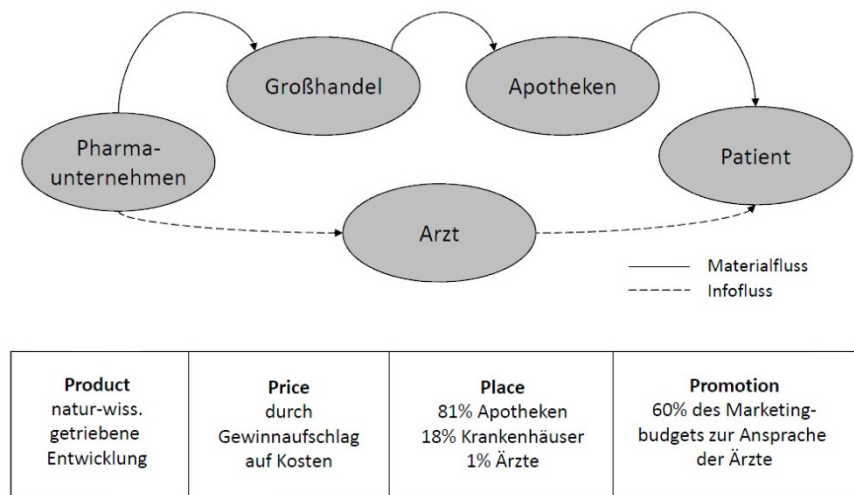 Großhandel
Apotheken
Pharma-
unternehmen
Patient
Arzt
Materialfluss
Infofluss
Product
natur-wiss.
getriebene
Entwicklung
Price
durch
Gewinnaufschlag
auf Kosten
Place
81% Apotheken
18% Krankenhäuser
1% Ärzte
Promotion
60% des Marketing-
budgets zur Ansprache
der Ärzte